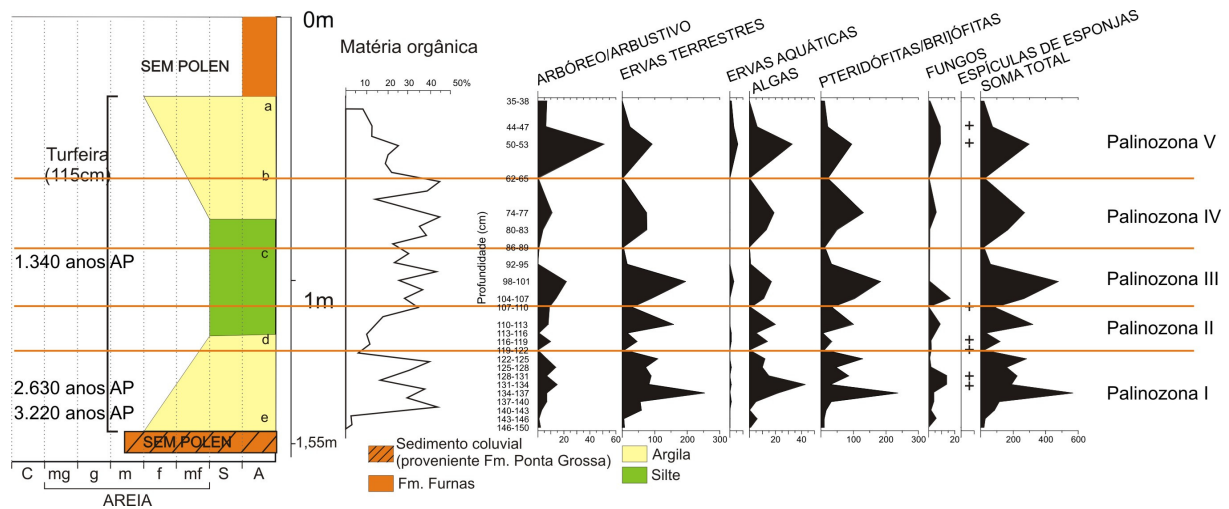 0m
SEM POLEN
a
Turfeira
(115cm)
b
c
1.340 anos AP
1m
d
2.630 anos AP
3.220 anos AP
e
SEM POLEN
-1,55m
C mg g m f mf S A
AREIA
Matéria orgânica
10 20 30 40 50%
Sedimento coluvial
(proveniente Fm. Ponta Grossa)
Fm. Furnas
Argila
Silte
ARBÓREO/ARBUSTIVO
ERVAS TERRESTRES
ERVAS AQUÁTICAS
ALGAS
PTERIDÓFITAS/BRIJÓFITAS
FUNGOS
ESPÍCULAS DE ESPONJAS
SOMA TOTAL
Profundidade (cm)
35-38
44-47
50-53
62-65
74-77
80-83
86-89
92-95
98-101
104-107
107-110
110-113
113-116
116-119
119-122
122-125
125-128
128-131
131-134
134-137
137-140
140-143
143-146
146-150
+
+
+
+
+
+
+
20 40 60
100 200 300
20 40 60
100 200 300
20
200 400 600
Palinozona V
Palinozona IV
Palinozona III
Palinozona II
Palinozona I